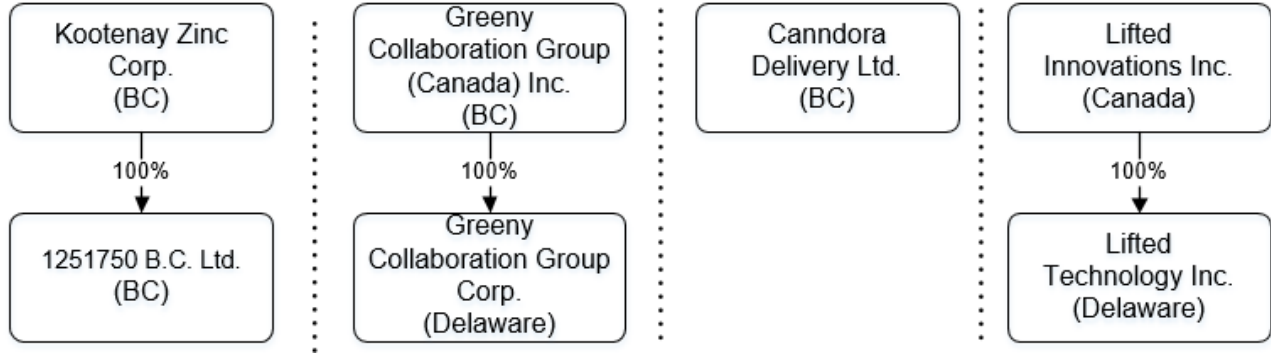 Kootenay Zinc
Corp.
(BC)
Greeny
Collaboration Group
(Canada) Inc.
(BC)
Canndora
Delivery Ltd.
(BC)
Lifted
Innovations Inc.
(Canada)
100%
100%
100%
1251750 B.C. Ltd.
(BC)
Greeny
Collaboration Group
Corp.
(Delaware)
Lifted
Technology Inc.
(Delaware)